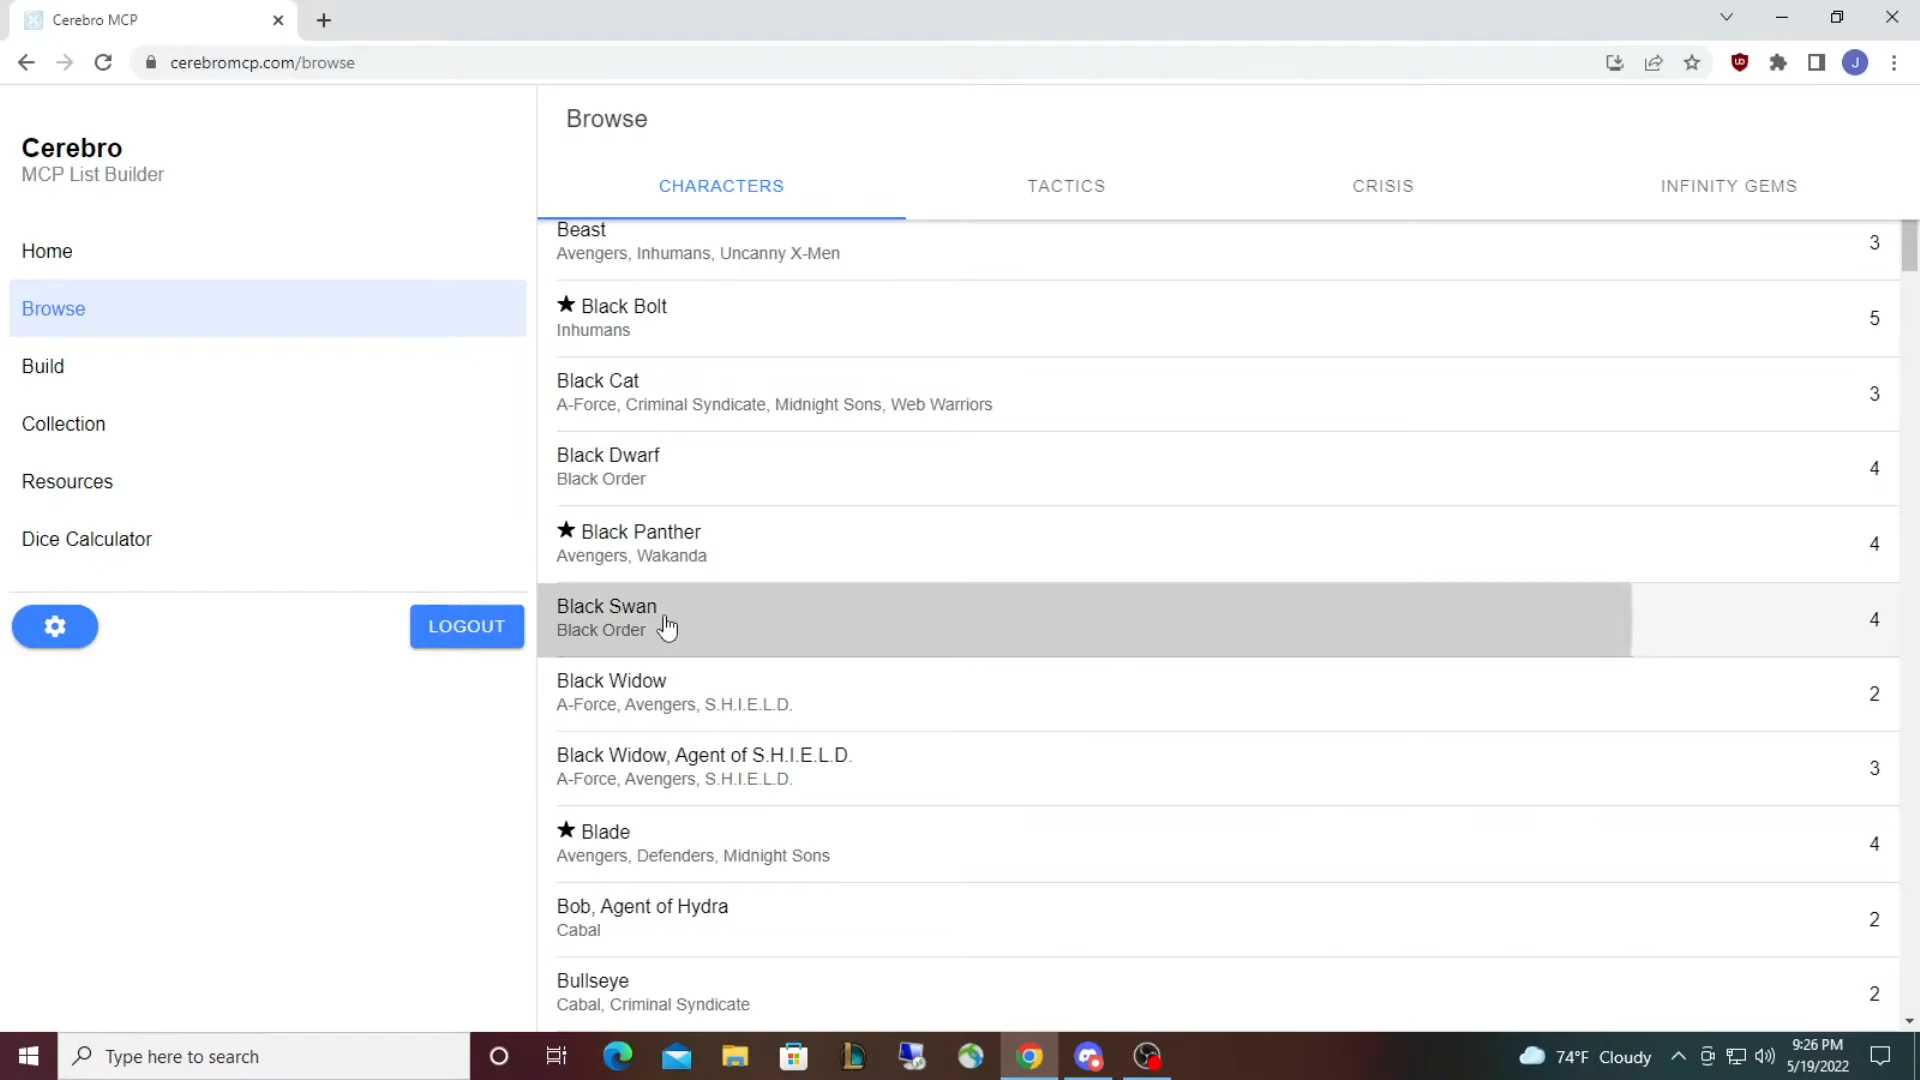 Cerebro MCP
cerebromcp.com/browse
J
Cerebro
MCP List Builder
Home
Browse
Build
Collection
Resources
Dice Calculator
LOGOUT
Browse
CHARACTERS
TACTICS
CRISIS
INFINITY GEMS
Beast
Avengers, Inhumans, Uncanny X-Men
3
★ Black Bolt
Inhumans
5
Black Cat
A-Force, Criminal Syndicate, Midnight Sons, Web Warriors
3
Black Dwarf
Black Order
4
★ Black Panther
Avengers, Wakanda
4
Black Swan
Black Order
4
Black Widow
A-Force, Avengers, S.H.I.E.L.D.
2
Black Widow, Agent of S.H.I.E.L.D.
A-Force, Avengers, S.H.I.E.L.D.
3
★ Blade
Avengers, Defenders, Midnight Sons
4
Bob, Agent of Hydra
Cabal
2
Bullseye
Cabal, Criminal Syndicate
2
Type here to search
74°F Cloudy
9:26 PM
5/19/2022